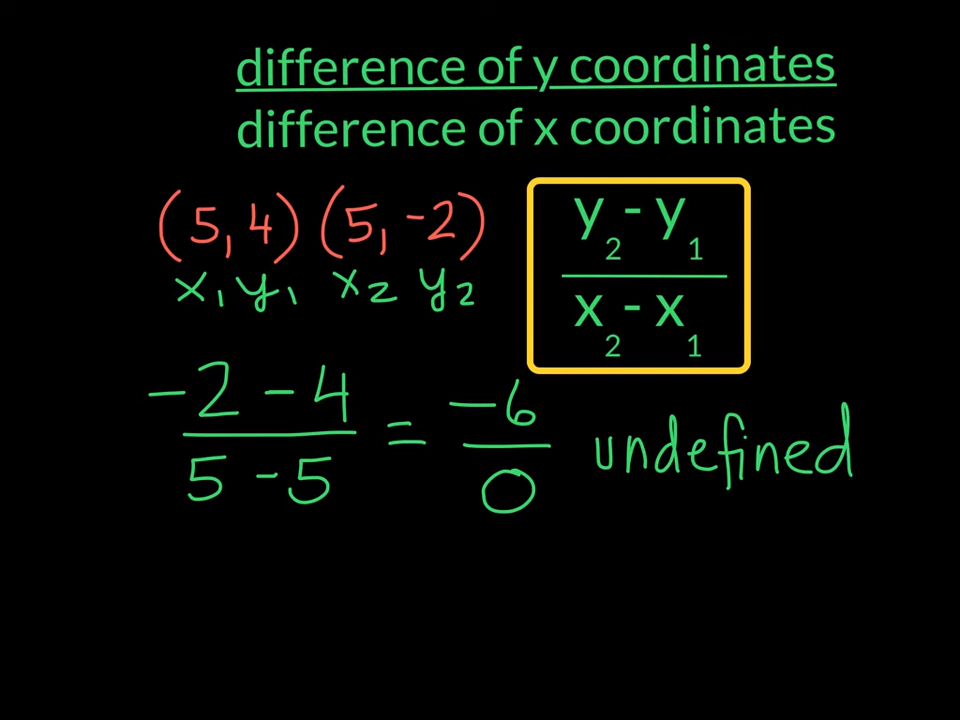 difference of y coordinates
difference of x coordinates
(5, 4) (5, -2)
x₁ y₁ x₂ y₂
y₂ - y₁
x₂ - x₁
-2 - 4 = -6 undefined
5 - 5 0